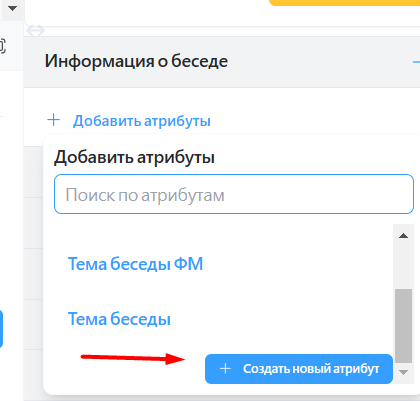 Информация о беседе
Добавить атрибуты
Добавить атрибуты
Поиск по атрибутам
Тема беседы ФМ
Тема беседы
Создать новый атрибут